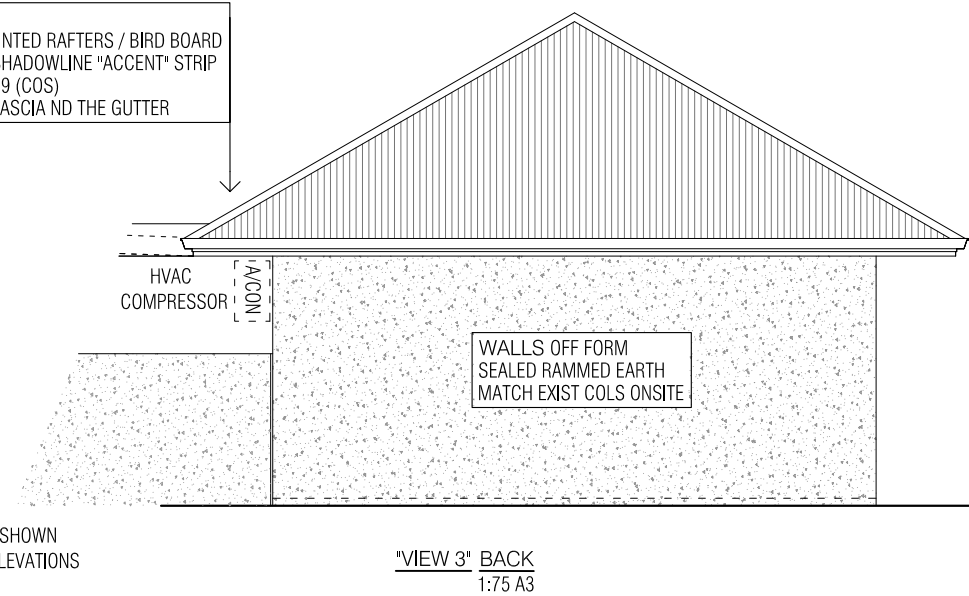 NTED RAFTERS / BIRD BOARD
SHADOWLINE "ACCENT" STRIP
9 (COS)
ASCIA ND THE GUTTER
HVAC
COMPRESSOR
A/CON
WALLS OFF FORM
SEALED RAMMED EARTH
MATCH EXIST COLS ONSITE
SHOWN
LEVATIONS
"VIEW 3" BACK
1:75 A3